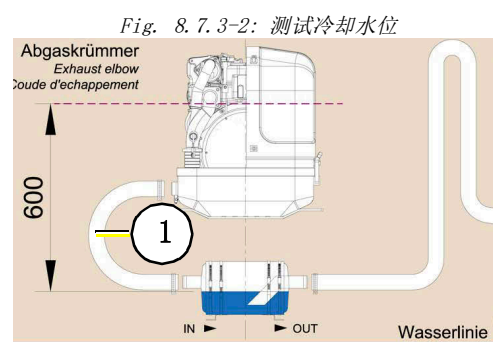 Fig. 8.7.3-2: 测试冷却水位
Abgaskrümmer
Exhaust elbow
Coude d'echappement
600
1
IN
OUT
Wasserlinie